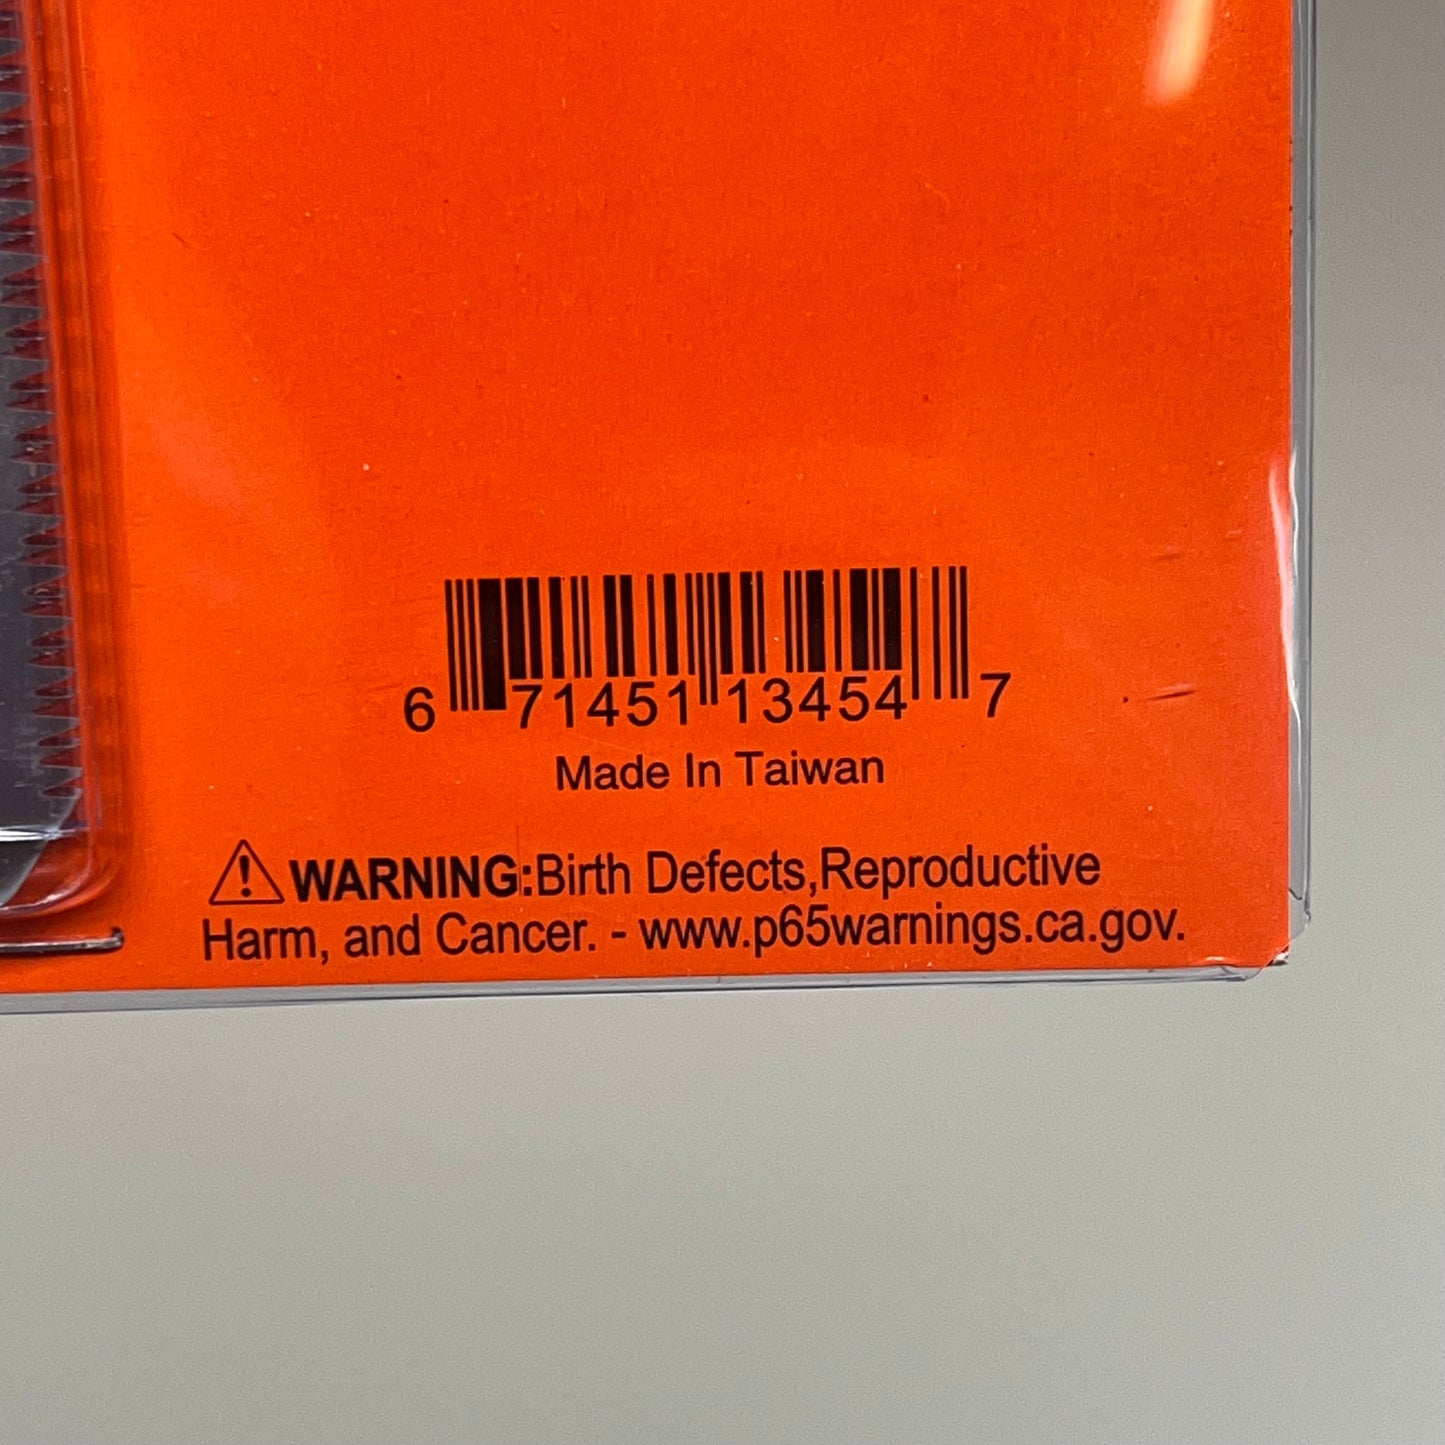 6 71451 13454 7
Made In Taiwan
⚠ WARNING:Birth Defects,Reproductive
Harm, and Cancer. - www.p65warnings.ca.gov.